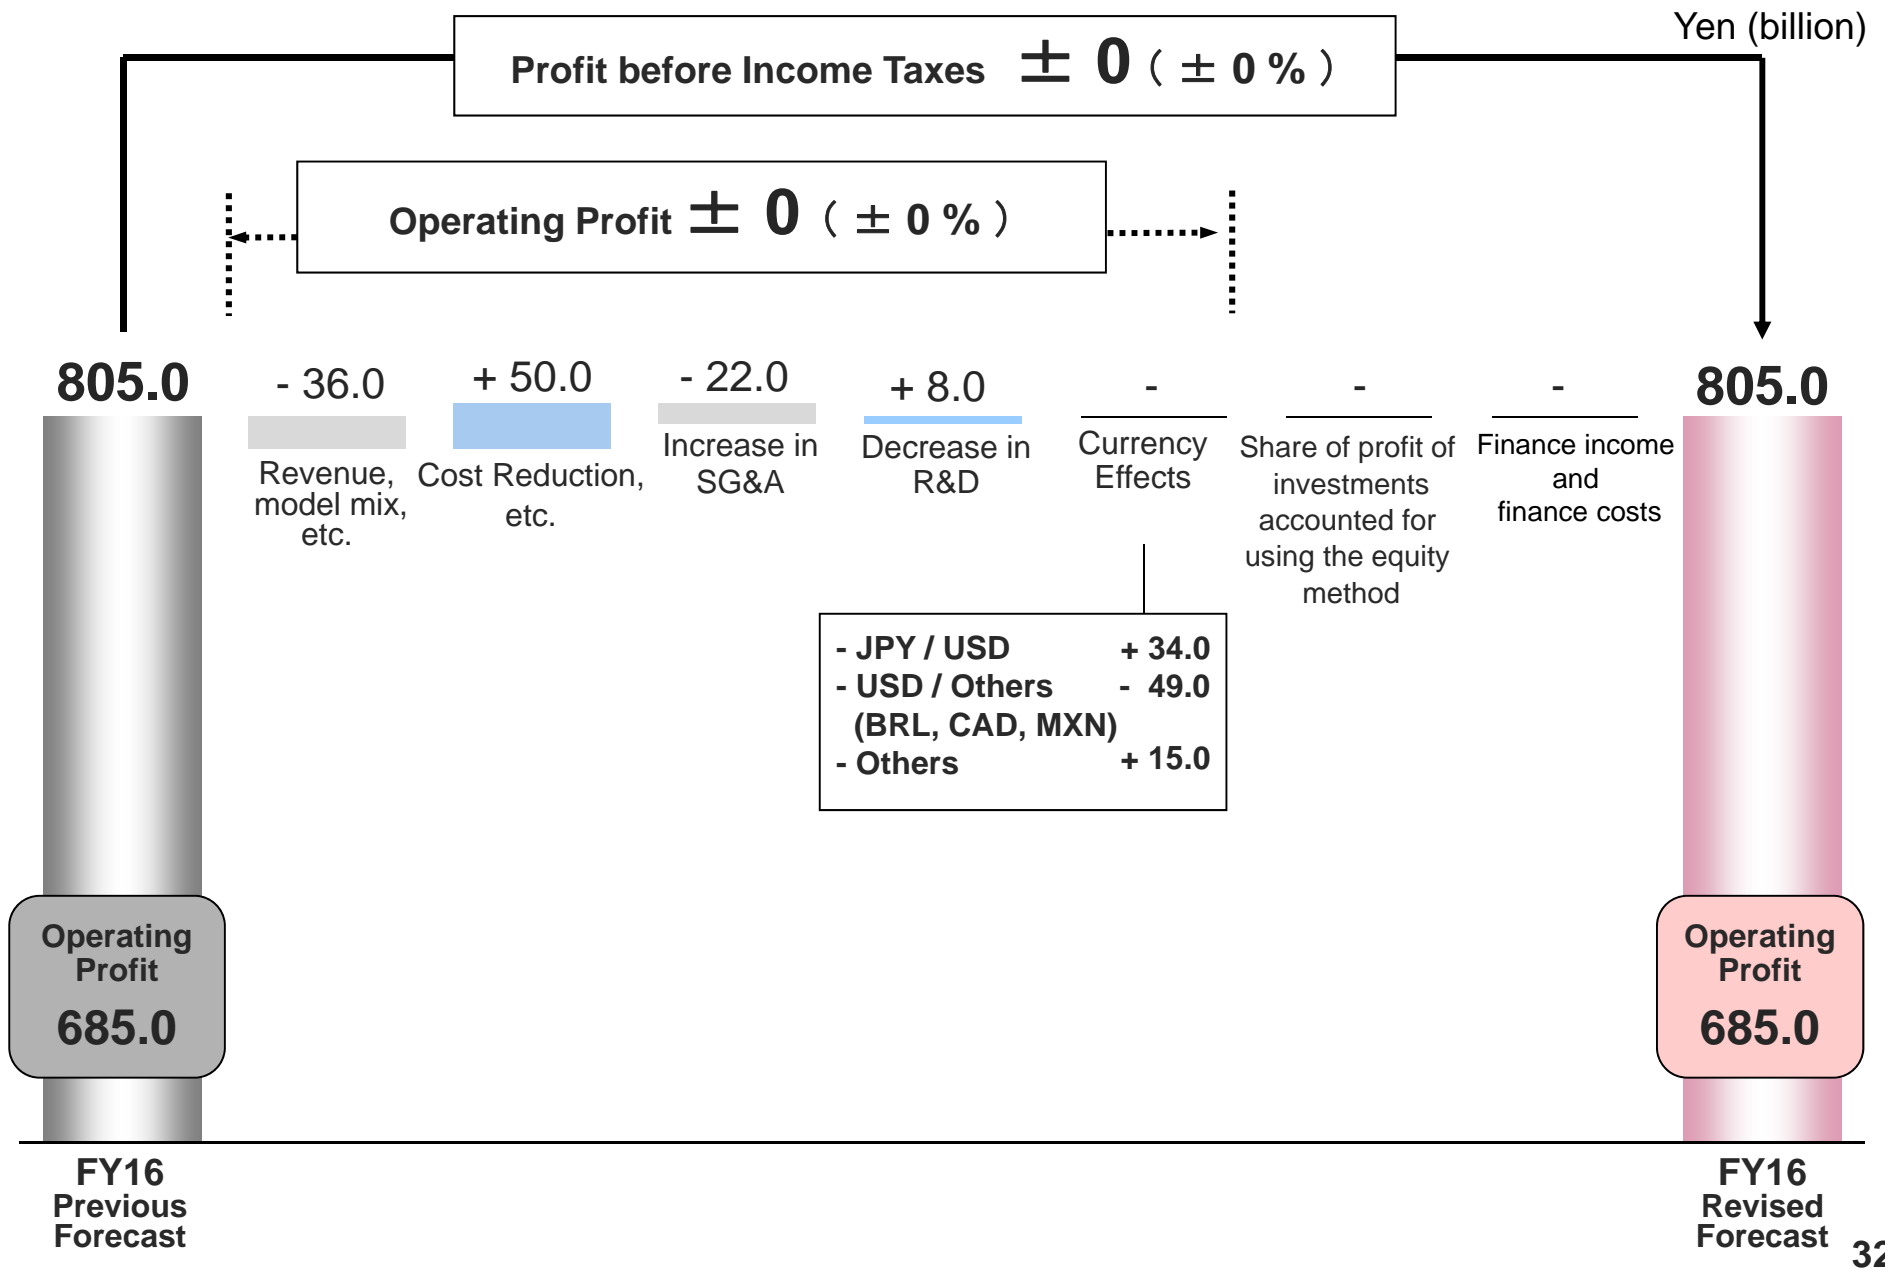 Yen (billion)
Profit before Income Taxes ± 0 ( ± 0 % )
Operating Profit ± 0 ( ± 0 % )
805.0
- 36.0
+ 50.0
- 22.0
+ 8.0
-
-
-
805.0
Revenue,
model mix,
etc.
Cost Reduction,
etc.
Increase in
SG&A
Decrease in
R&D
Currency
Effects
Share of profit of
investments
accounted for
using the equity
method
Finance income
and
finance costs
- JPY / USD + 34.0
- USD / Others - 49.0
(BRL, CAD, MXN)
- Others + 15.0
Operating
Profit
685.0
Operating
Profit
685.0
FY16
Previous
Forecast
FY16
Revised
Forecast
32